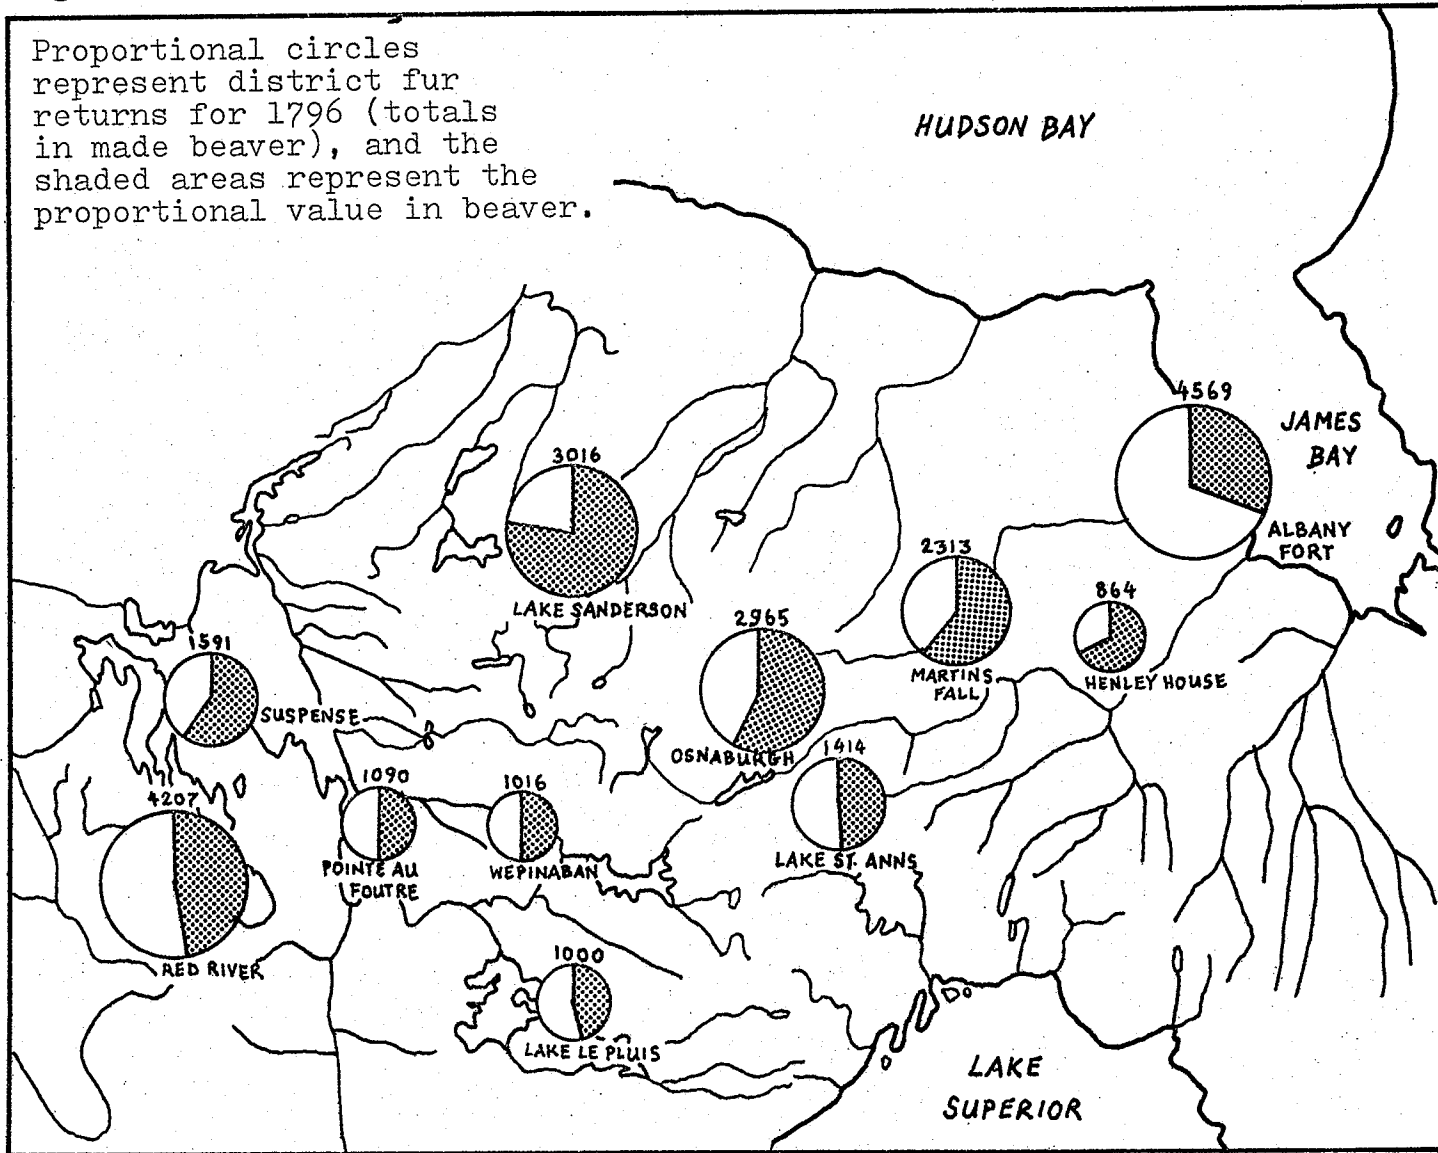 Proportional circles
represent district fur
returns for 1796 (totals
in made beaver), and the
shaded areas represent the
proportional value in beaver.
HUDSON BAY
4569
JAMES
BAY
ALBANY
FORT
3016
LAKE SANDERSON
2313
MARTINS
FALL
864
HENLEY HOUSE
2965
OSNABURGH
1591
SUSPENSE
1414
LAKE ST. ANNS
1090
POINTE AU
FOUTRE
1016
WEPINABAN
4207
RED RIVER
1000
LAKE LE PLUIS
LAKE
SUPERIOR